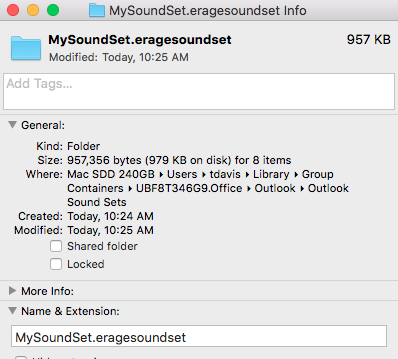 MySoundSet.eragesoundset Info
MySoundSet.eragesoundset 957 KB
Modified: Today, 10:25 AM
Add Tags...
General:
Kind: Folder
Size: 957,356 bytes (979 KB on disk) for 8 items
Where: Mac SDD 240GB ▸ Users ▸ tdavis ▸ Library ▸ Group
Containers ▸ UBF8T346G9.Office ▸ Outlook ▸ Outlook
Sound Sets
Created: Today, 10:24 AM
Modified: Today, 10:25 AM
Shared folder
Locked
More Info:
Name & Extension:
MySoundSet.eragesoundset